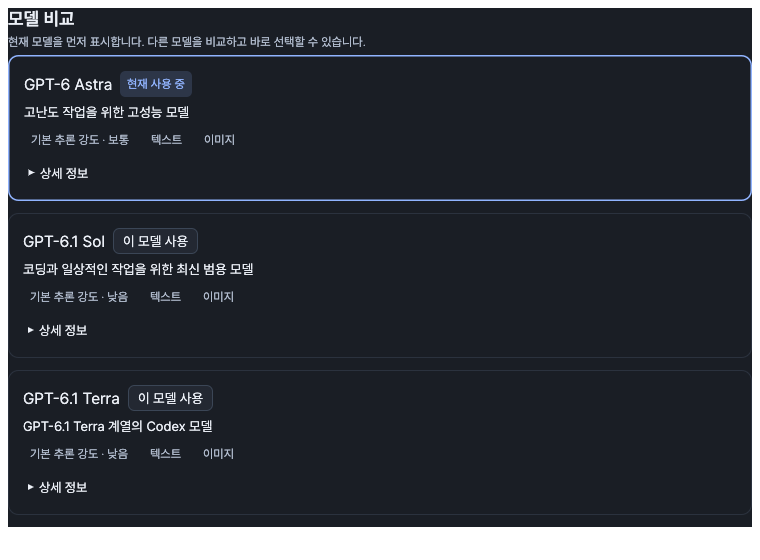 모델 비교
현재 모델을 먼저 표시합니다. 다른 모델을 비교하고 바로 선택할 수 있습니다.
GPT-6 Astra 현재 사용 중
고난도 작업을 위한 고성능 모델
기본 추론 강도 · 보통 텍스트 이미지
▸ 상세 정보
GPT-6.1 Sol 이 모델 사용
코딩과 일상적인 작업을 위한 최신 범용 모델
기본 추론 강도 · 낮음 텍스트 이미지
▸ 상세 정보
GPT-6.1 Terra 이 모델 사용
GPT-6.1 Terra 계열의 Codex 모델
기본 추론 강도 · 낮음 텍스트 이미지
▸ 상세 정보